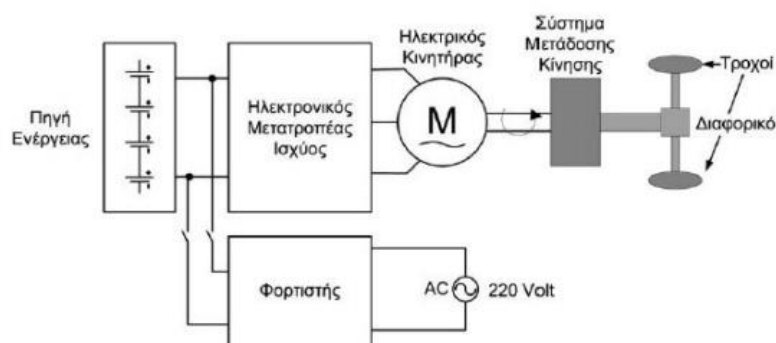 Πηγή
Ενέργειας
Ηλεκτρονικός
Μετατροπέας
Ισχύος
Ηλεκτρικός
Κινητήρας
M
Σύστημα
Μετάδοσης
Κίνησης
Τροχοί
Διαφορικό
Φορτιστής
AC 220 Volt